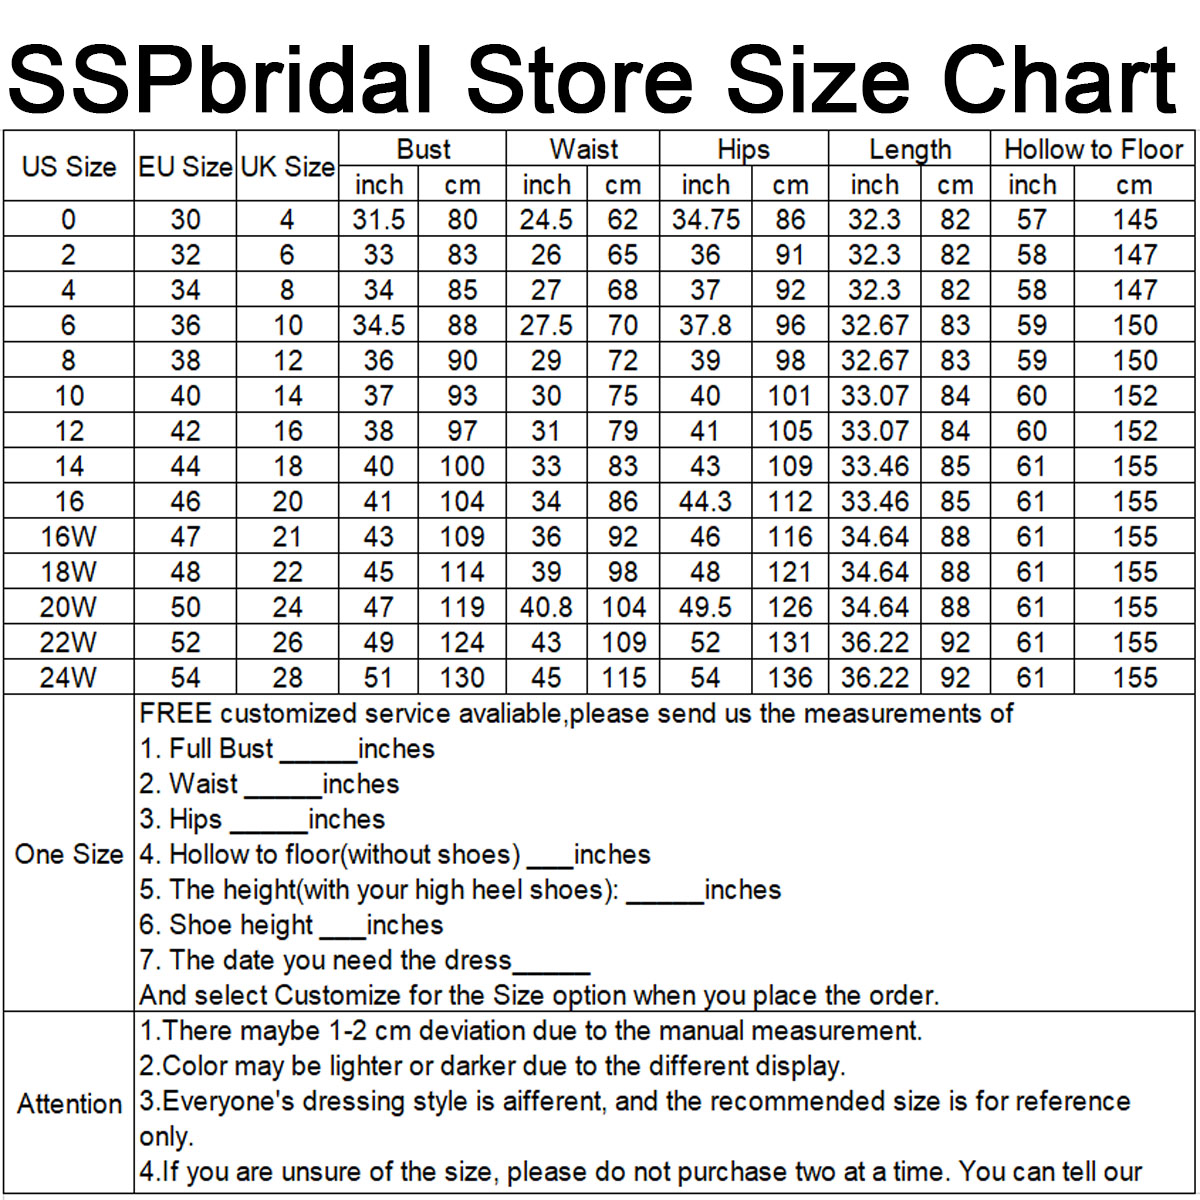 SSPbridal Store Size Chart
US Size EU Size UK Size Bust Waist Hips Length Hollow to Floor
inch cm inch cm inch cm inch cm inch cm
0 30 4 31.5 80 24.5 62 34.75 86 32.3 82 57 145
2 32 6 33 83 26 65 36 91 32.3 82 58 147
4 34 8 34 85 27 68 37 92 32.3 82 58 147
6 36 10 34.5 88 27.5 70 37.8 96 32.67 83 59 150
8 38 12 36 90 29 72 39 98 32.67 83 59 150
10 40 14 37 93 30 75 40 101 33.07 84 60 152
12 42 16 38 97 31 79 41 105 33.07 84 60 152
14 44 18 40 100 33 83 43 109 33.46 85 61 155
16 46 20 41 104 34 86 44.3 112 33.46 85 61 155
16W 47 21 43 109 36 92 46 116 34.64 88 61 155
18W 48 22 45 114 39 98 48 121 34.64 88 61 155
20W 50 24 47 119 40.8 104 49.5 126 34.64 88 61 155
22W 52 26 49 124 43 109 52 131 36.22 92 61 155
24W 54 28 51 130 45 115 54 136 36.22 92 61 155
One Size
FREE customized service avaliable,please send us the measurements of
1. Full Bust _____inches
2. Waist _____inches
3. Hips _____inches
4. Hollow to floor(without shoes) ___inches
5. The height(with your high heel shoes): _____inches
6. Shoe height ___inches
7. The date you need the dress_____
And select Customize for the Size option when you place the order.
Attention
1.There maybe 1-2 cm deviation due to the manual measurement.
2.Color may be lighter or darker due to the different display.
3.Everyone's dressing style is aifferent, and the recommended size is for reference
only.
4.If you are unsure of the size, please do not purchase two at a time. You can tell our